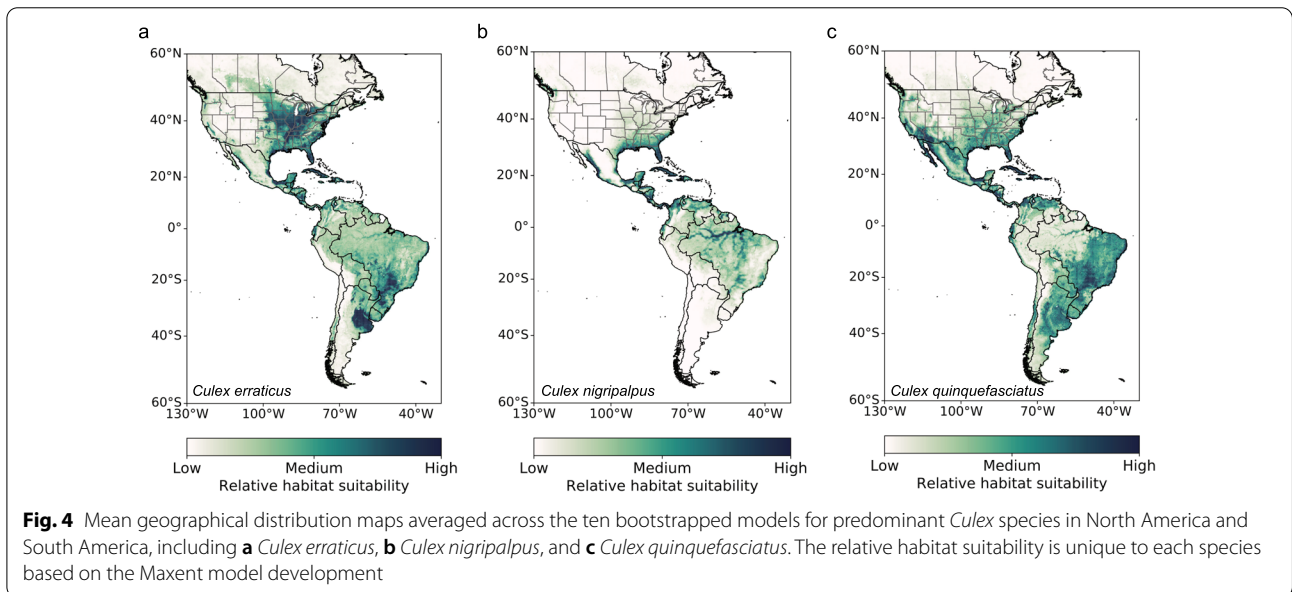 a
60°N
40°N
20°N
0°
20°S
40°S
60°S
130°W 100°W 70°W 40°W
Culex erraticus
Low Medium High
Relative habitat suitability
b
60°N
40°N
20°N
0°
20°S
40°S
60°S
130°W 100°W 70°W 40°W
Culex nigripalpus
Low Medium High
Relative habitat suitability
c
60°N
40°N
20°N
0°
20°S
40°S
60°S
130°W 100°W 70°W 40°W
Culex quinquefasciatus
Low Medium High
Relative habitat suitability
Fig. 4 Mean geographical distribution maps averaged across the ten bootstrapped models for predominant Culex species in North America and
South America, including a Culex erraticus, b Culex nigripalpus, and c Culex quinquefasciatus. The relative habitat suitability is unique to each species
based on the Maxent model development